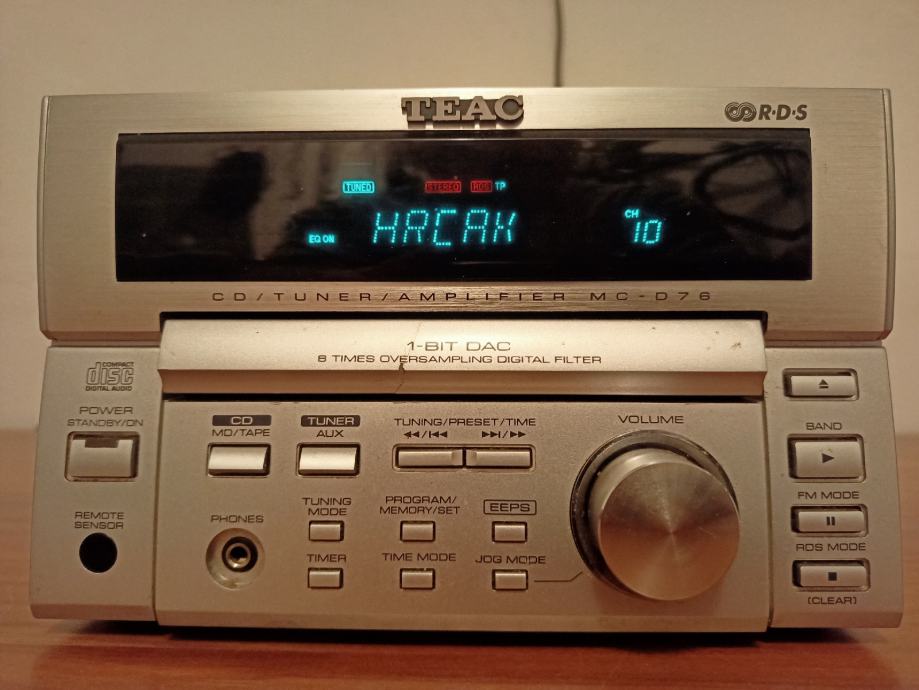 TEAC
R·D·S
TUNED STEREO RDS TP
EQ ON HRCAK CH 10
CD/TUNER/AMPLIFIER MC-D76
1-BIT DAC
8 TIMES OVERSAMPLING DIGITAL FILTER
COMPACT
disc
DIGITAL AUDIO
POWER
STANDBY/ON
CD
MD/TAPE
TUNER
AUX
TUNING/PRESET/TIME
◀◀/I◀◀ ▶▶I/▶▶
VOLUME
BAND
TUNING
MODE
PROGRAM/
MEMORY/SET
EEPS
FM MODE
REMOTE
SENSOR
PHONES
TIMER
TIME MODE
JOG MODE
RDS MODE
(CLEAR)